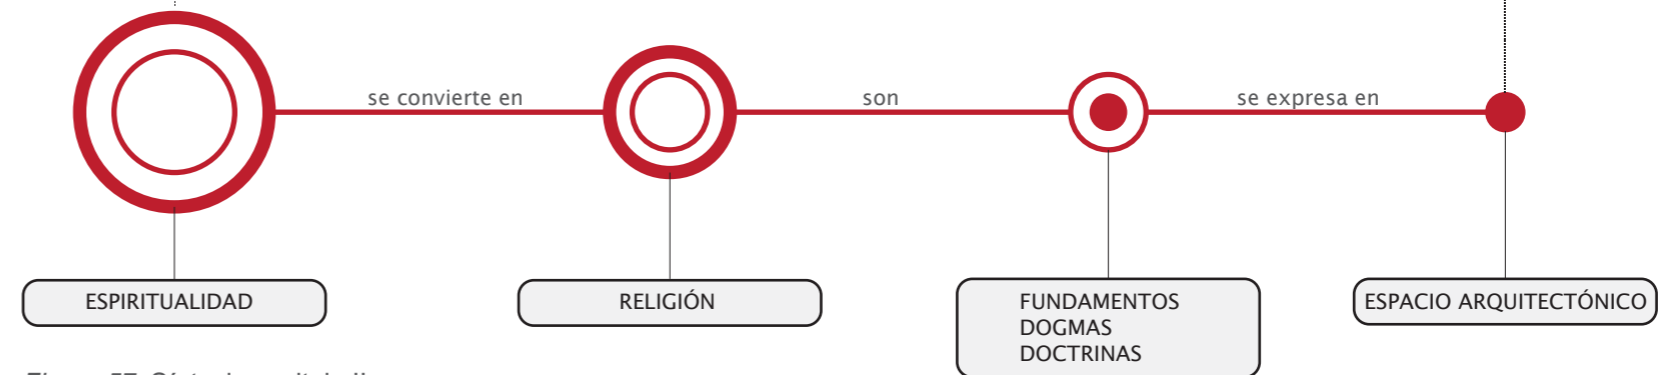 se convierte en
son
se expresa en
ESPIRITUALIDAD
RELIGIÓN
FUNDAMENTOS
DOGMAS
DOCTRINAS
ESPACIO ARQUITECTÓNICO